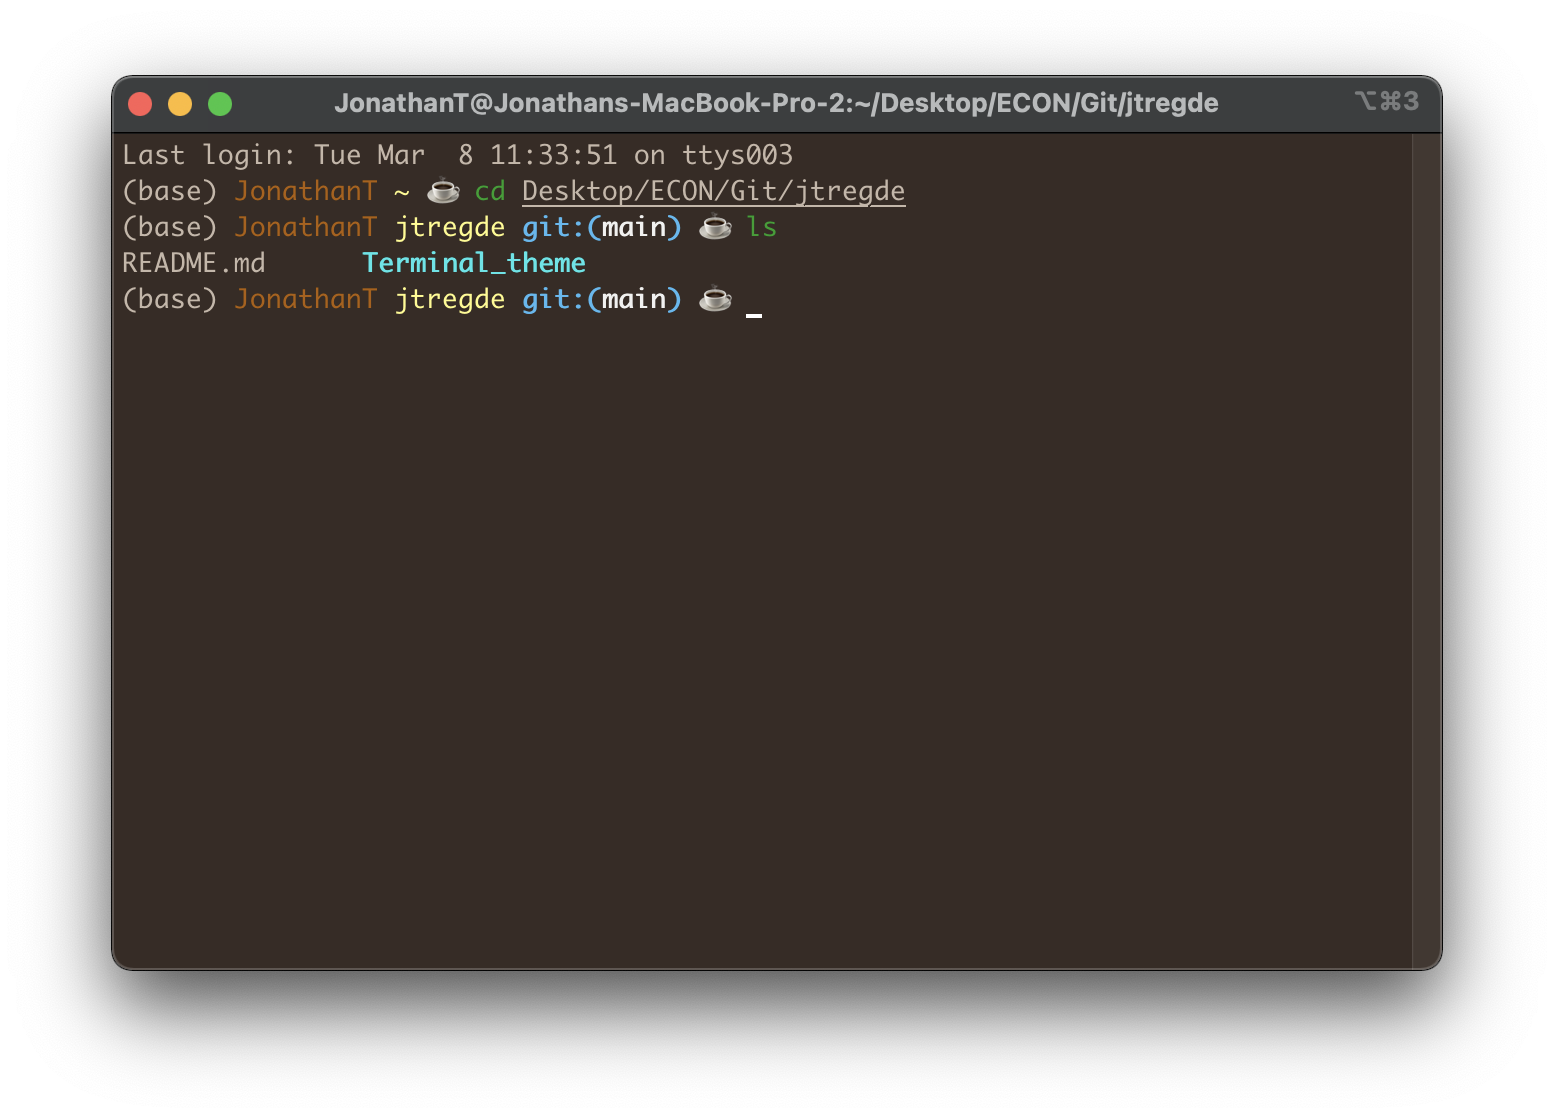 JonathanT@Jonathans-MacBook-Pro-2:~/Desktop/ECON/Git/jtregde ⌥⌘3
Last login: Tue Mar  8 11:33:51 on ttys003
(base) JonathanT ~ ☕ cd Desktop/ECON/Git/jtregde
(base) JonathanT jtregde git:(main) ☕ ls
README.md      Terminal_theme
(base) JonathanT jtregde git:(main) ☕ _